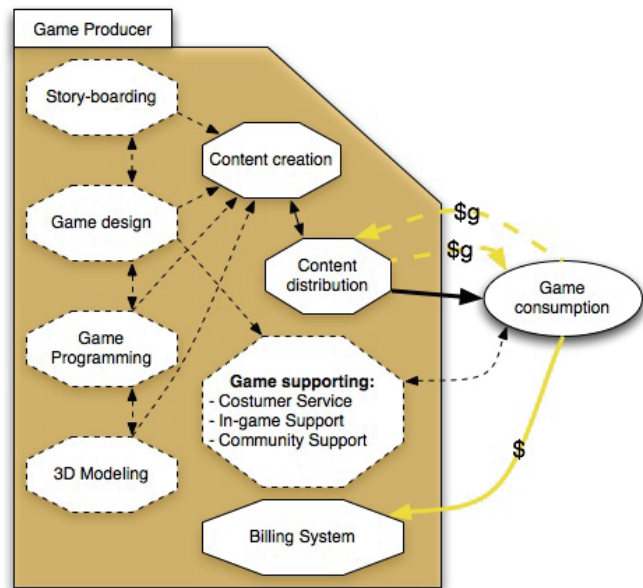 Game Producer
Story-boarding
Content creation
Game design
$g
$g
Content
distribution
Game
consumption
Game
Programming
Game supporting:
- Costumer Service
- In-game Support
- Community Support
3D Modeling
$
Billing System